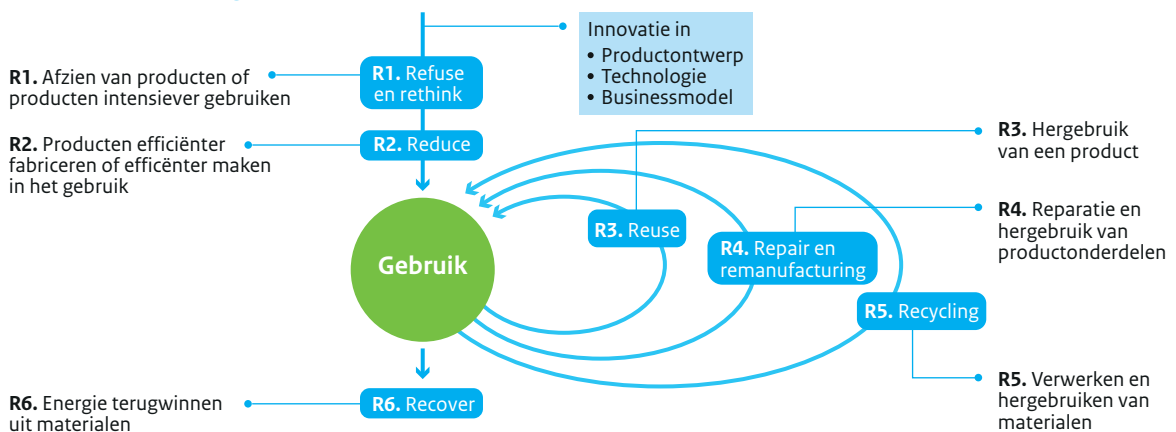 Innovatie in
• Productontwerp
• Technologie
• Businessmodel
R1. Afzien van producten of
producten intensiever gebruiken
R1. Refuse
en rethink
R2. Producten efficiënter
fabriceren of efficënter maken
in het gebruik
R2. Reduce
R3. Hergebruik
van een product
R3. Reuse
R4. Reparatie en
hergebruik van
productonderdelen
R4. Repair en
remanufacturing
Gebruik
R5. Recycling
R5. Verwerken en
hergebruiken van
materialen
R6. Energie terugwinnen
uit materialen
R6. Recover